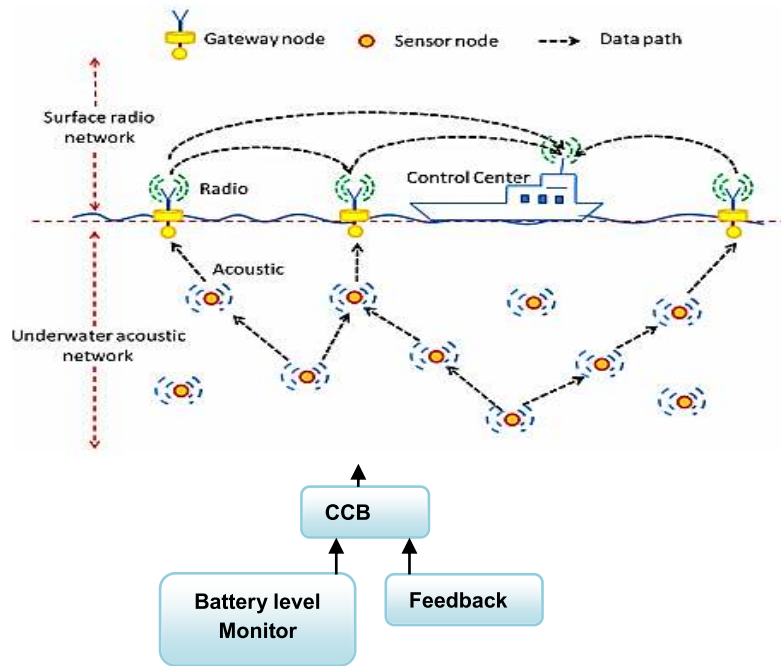 Gateway node
Sensor node
Data path
Surface radio
network
Radio
Control Center
Acoustic
Underwater acoustic
network
CCB
Battery level
Monitor
Feedback